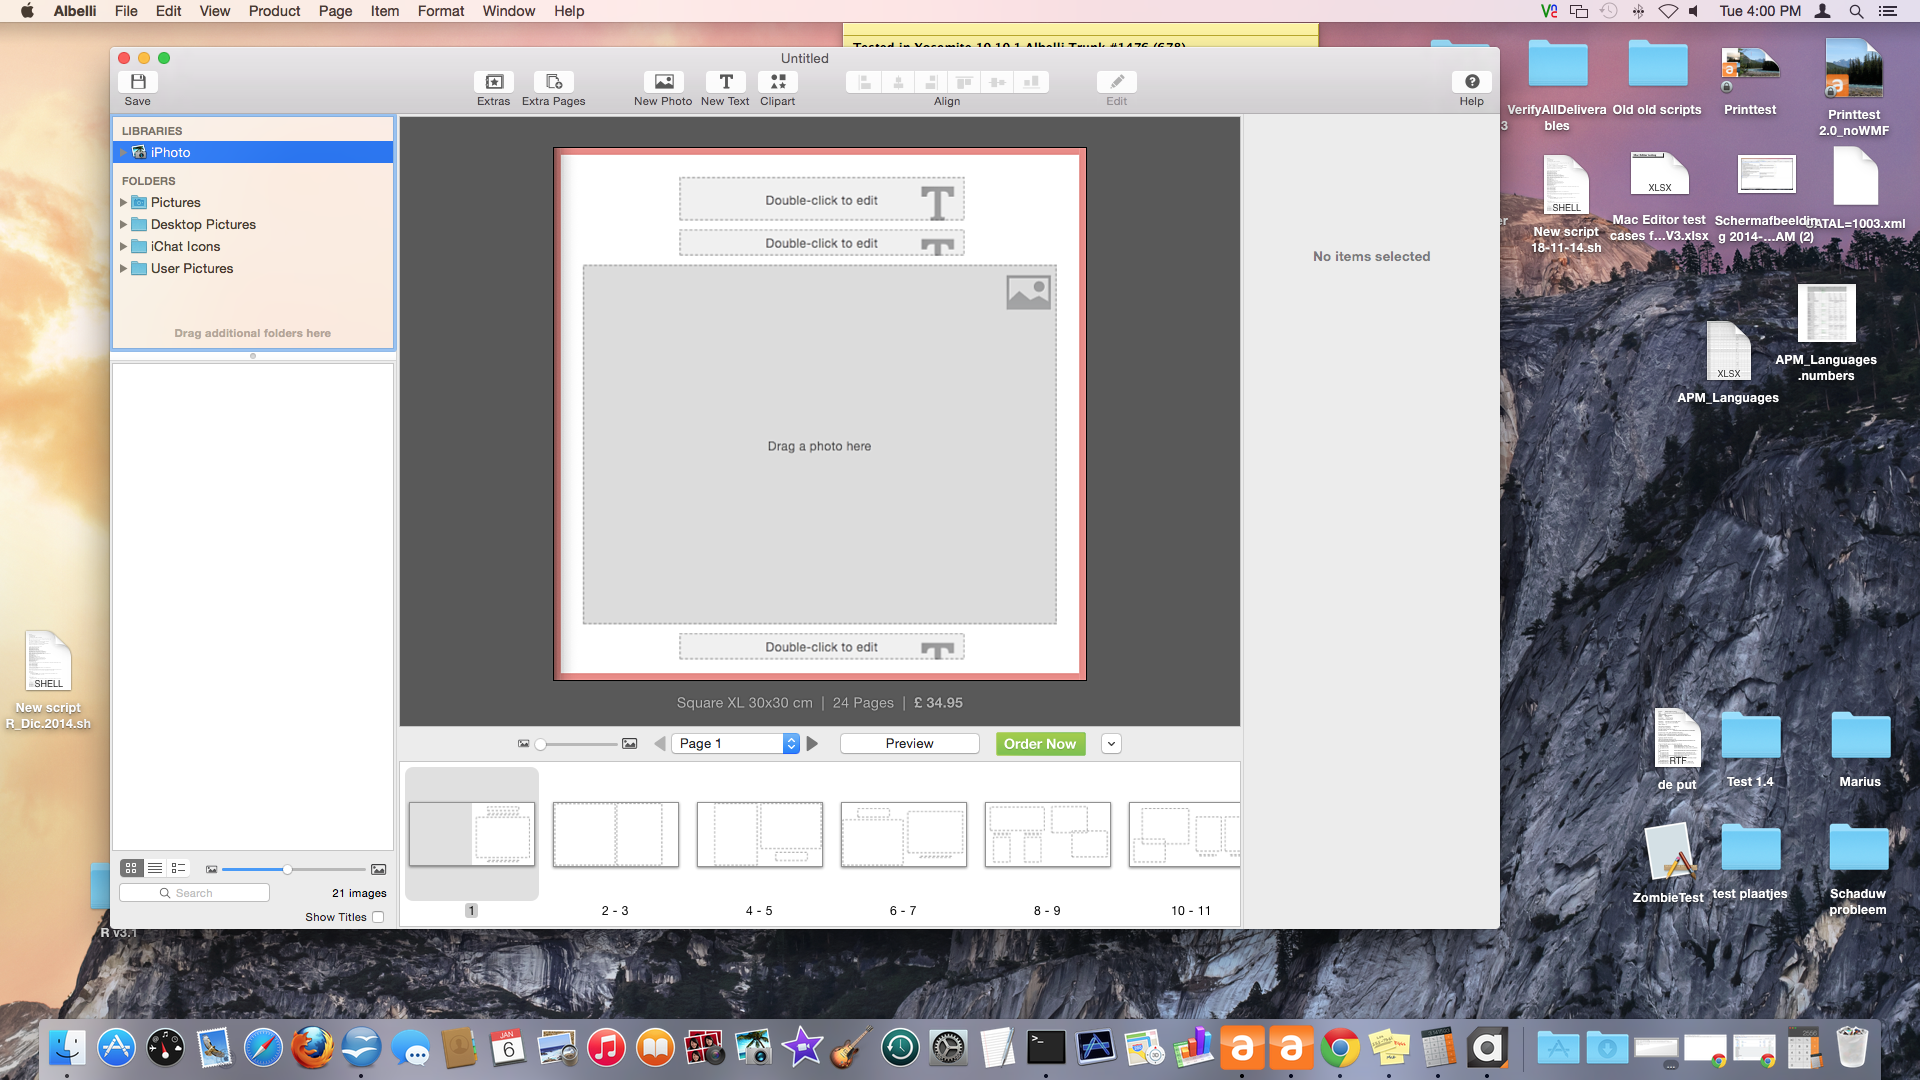 Albelli File Edit View Product Page Item Format Window Help
Tue 4:00 PM
Tested in Yosemite 10.10.1 Albelli Trunk #1476 (678)
Untitled
Save
Extras
Extra Pages
New Photo
New Text
Clipart
Align
Edit
Help
LIBRARIES
iPhoto
FOLDERS
Pictures
Desktop Pictures
iChat Icons
User Pictures
Drag additional folders here
Double-click to edit
Double-click to edit
Drag a photo here
Double-click to edit
Square XL 30x30 cm | 24 Pages | £ 34.95
No items selected
Page 1
Preview
Order Now
Search
21 images
Show Titles
1
2 - 3
4 - 5
6 - 7
8 - 9
10 - 11
VerifyAllDelivera
bles
3
Old old scripts
Printtest
Printtest
2.0_noWMF
SHELL
New script
18-11-14.sh
XLSX
Mac Editor test
cases f...V3.xlsx
Schermafbeeldin
g 2014-...AM (2)
ATAL=1003.xml
er
XLSX
APM_Languages
APM_Languages
.numbers
SHELL
New script
R_Dic.2014.sh
R v3.1
RTF
de put
Test 1.4
Marius
ZombieTest
test plaatjes
Schaduw
probleem
JAN
6